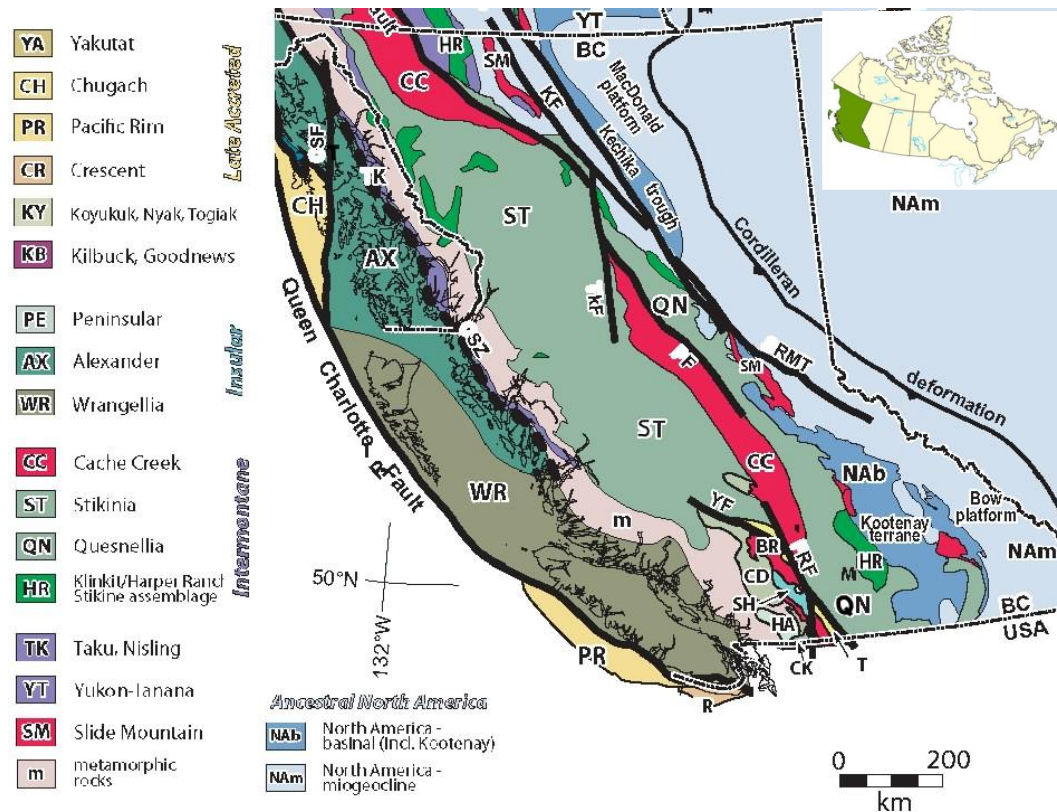 YA Yakutat
CH Chugach
PR Pacific Rim
CR Crescent
KY Koyukuk, Nyak, Togiak
KB Kilbuck, Goodnews
Late Accreted
PE Peninsular
AX Alexander
WR Wrangellia
Insular
CC Cache Creek
ST Stikinia
QN Quesnellia
HR Klinkit/Harper Ranch
Stikine assemblage
Intermontane
TK Taku, Nisling
YT Yukon-Tanana
SM Slide Mountain
m metamorphic
rocks
Ancestral North America
NAb North America -
basinal (incl. Kootenay)
NAm North America -
miogeocline
YT
BC
Fault
HR
SM
CC
KF
MacDonald
platform
Kechika
trough
NAm
SF
TK
CH
ST
AX
Cordilleran
deformation
QN
KF
SZ
PF
SM
RMT
Queen Charlotte Fault
R
ST
CC
NAb
WR
Bow
platform
Kootenay
terrane
NAm
YF
m
BR
RF
HR
M
CD
SH
QN
HA
BC
USA
50°N
132°W
PR
CK
T
R
0 200
km